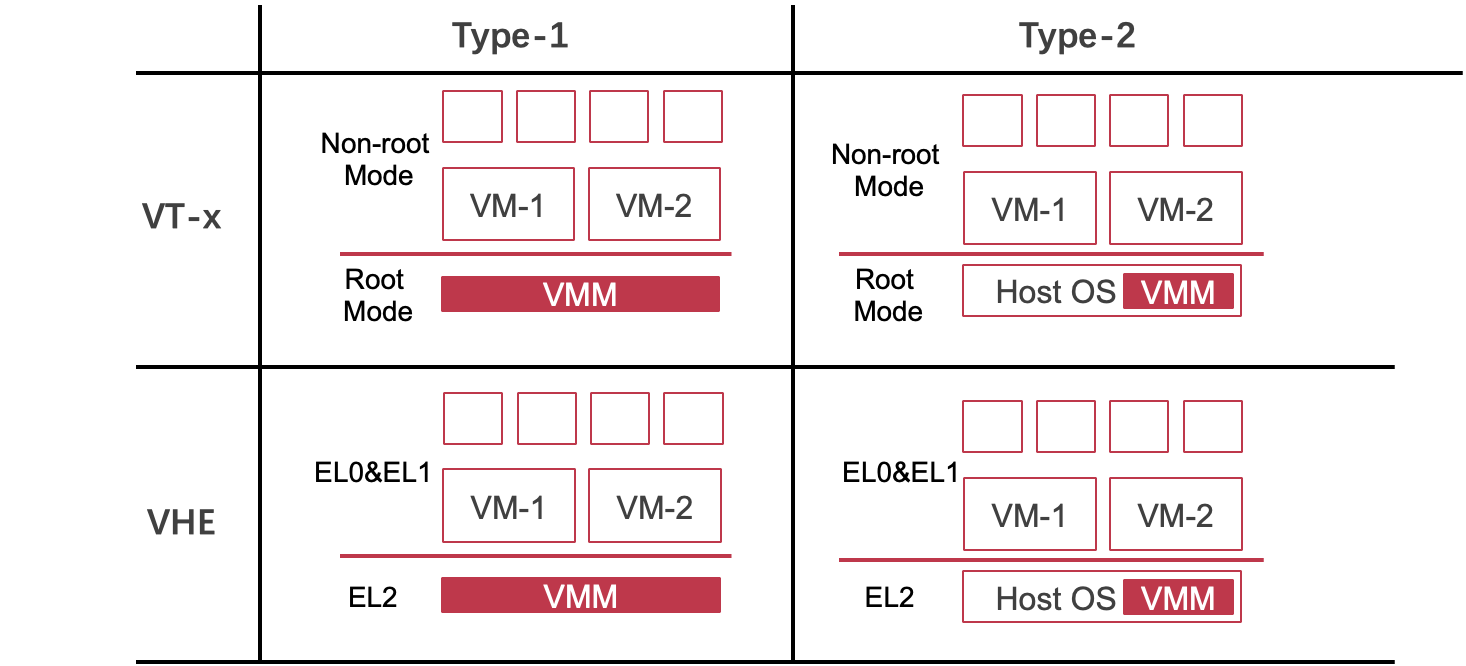 Type-1
Type-2
VT-x
Non-root
Mode
VM-1
VM-2
Root
Mode
VMM
Non-root
Mode
VM-1
VM-2
Root
Mode
Host OS
VMM
VHE
EL0&EL1
VM-1
VM-2
EL2
VMM
EL0&EL1
VM-1
VM-2
EL2
Host OS
VMM